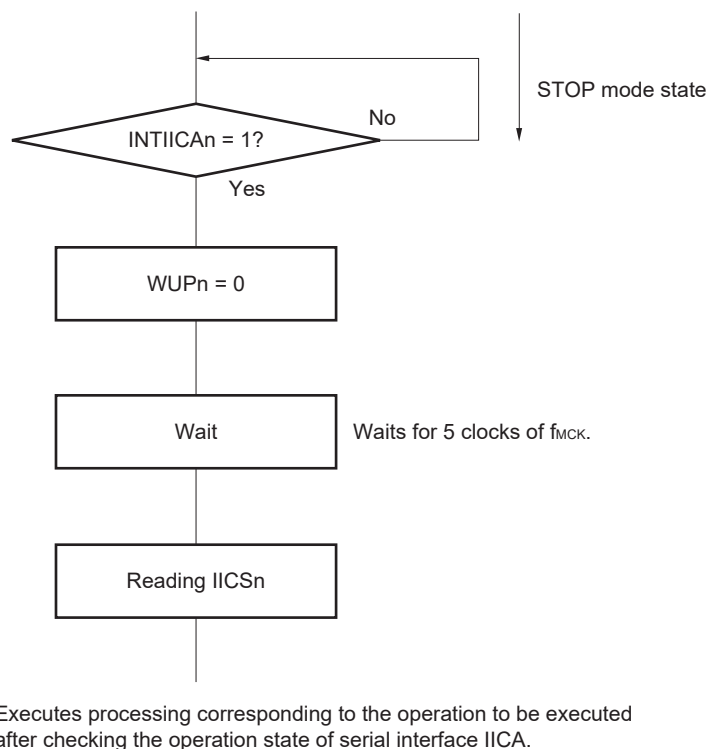 STOP mode state
No
INTIICAn = 1?
Yes
WUPn = 0
Wait
Waits for 5 clocks of fMCK.
Reading IICSn
Executes processing corresponding to the operation to be executed
after checking the operation state of serial interface IICA.